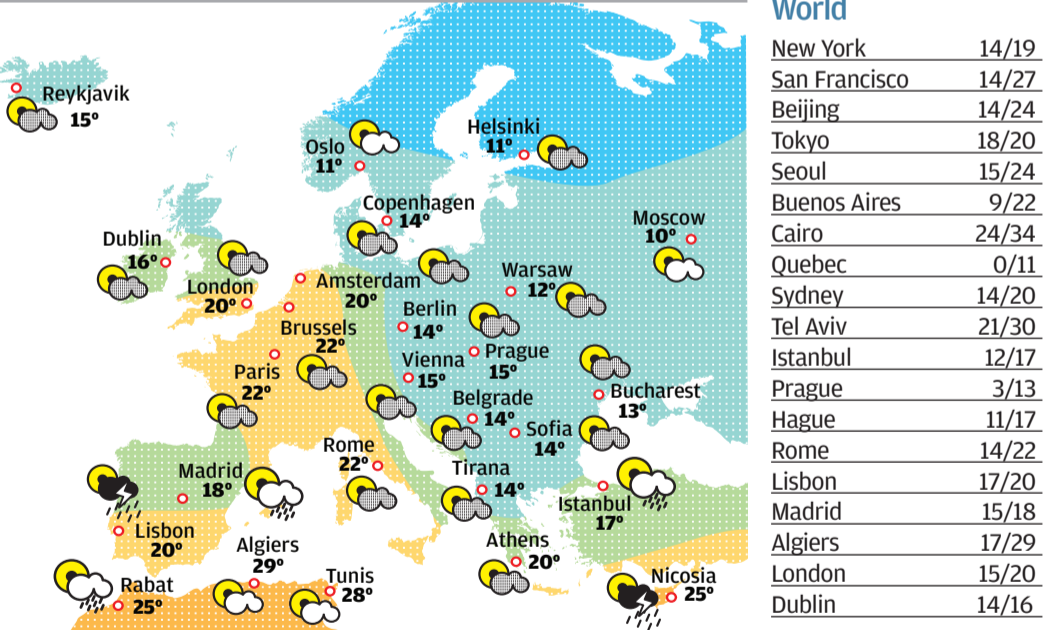 Reykjavik
15º
Oslo
11º
Helsinki
11º
Copenhagen
14º
Moscow
10º
Dublin
16º
London
20º
Amsterdam
20º
Warsaw
12º
Berlin
14º
Brussels
22º
Prague
15º
Vienna
15º
Paris
22º
Bucharest
13º
Belgrade
14º
Sofia
14º
Rome
22º
Madrid
18º
Tirana
14º
Istanbul
17º
Lisbon
20º
Algiers
29º
Athens
20º
Rabat
25º
Tunis
28º
Nicosia
25º
World
New York 14/19
San Francisco 14/27
Beijing 14/24
Tokyo 18/20
Seoul 15/24
Buenos Aires 9/22
Cairo 24/34
Quebec 0/11
Sydney 14/20
Tel Aviv 21/30
Istanbul 12/17
Prague 3/13
Hague 11/17
Rome 14/22
Lisbon 17/20
Madrid 15/18
Algiers 17/29
London 15/20
Dublin 14/16